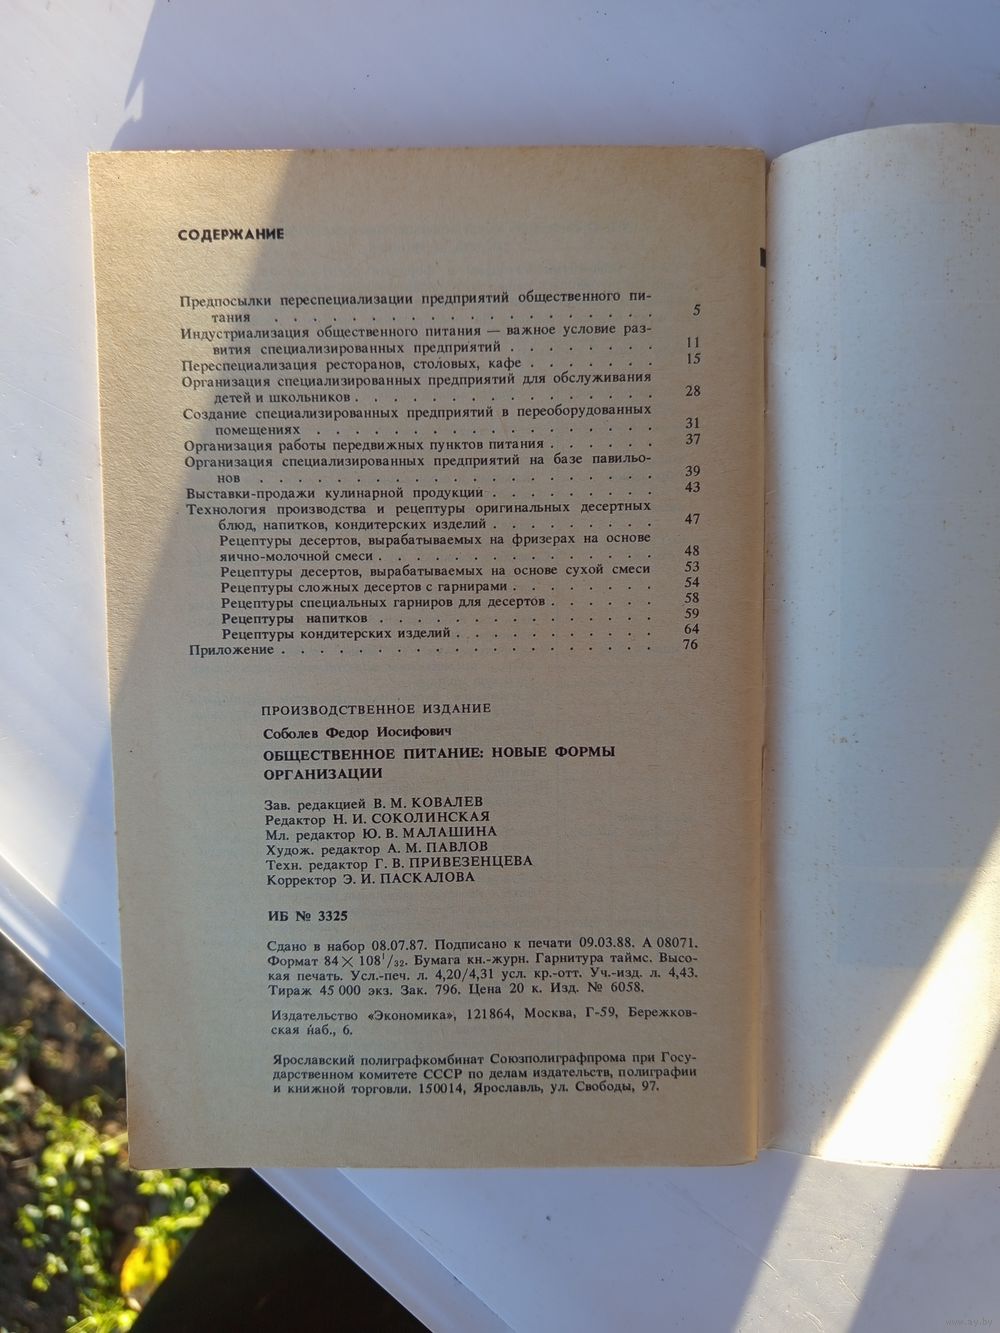 СОДЕРЖАНИЕ
Предпосылки переспециализации предприятий общественного пи-
тания . . . . . . . . . . . . . . . . . . . 5
Индустриализация общественного питания — важное условие раз-
вития специализированных предприятий . . . . . . . . 11
Переспециализация ресторанов, столовых, кафе . . . . . . . 15
Организация специализированных предприятий для обслуживания
детей и школьников . . . . . . . . . . . . . . . . 28
Создание специализированных предприятий в переоборудованных
помещениях . . . . . . . . . . . . . . . . . . 31
Организация работы передвижных пунктов питания . . . . . . 37
Организация специализированных предприятий на базе павильо-
нов . . . . . . . . . . . . . . . . . . . . . 39
Выставки-продажи кулинарной продукции . . . . . . . . . 43
Технология производства и рецептуры оригинальных десертных
блюд, напитков, кондитерских изделий . . . . . . . . . 47
Рецептуры десертов, вырабатываемых на фризерах на основе
яично-молочной смеси . . . . . . . . . . . . . . . 48
Рецептуры десертов, вырабатываемых на основе сухой смеси 53
Рецептуры сложных десертов с гарнирами . . . . . . . . 54
Рецептуры специальных гарниров для десертов . . . . . . 58
Рецептуры напитков . . . . . . . . . . . . . . . 59
Рецептуры кондитерских изделий . . . . . . . . . . . 64
Приложение . . . . . . . . . . . . . . . . . . . . 76
ПРОИЗВОДСТВЕННОЕ ИЗДАНИЕ
Соболев Федор Иосифович
ОБЩЕСТВЕННОЕ ПИТАНИЕ: НОВЫЕ ФОРМЫ
ОРГАНИЗАЦИИ
Зав. редакцией В. М. КОВАЛЕВ
Редактор Н. И. СОКОЛИНСКАЯ
Мл. редактор Ю. В. МАЛАШИНА
Худож. редактор А. М. ПАВЛОВ
Техн. редактор Г. В. ПРИВЕЗЕНЦЕВА
Корректор Э. И. ПАСКАЛОВА
ИБ № 3325
Сдано в набор 08.07.87. Подписано к печати 09.03.88. А 08071.
Формат 84×108¹/₃₂. Бумага кн.-журн. Гарнитура таймс. Высо-
кая печать. Усл.-печ. л. 4,20/4,31 усл. кр.-отт. Уч.-изд. л. 4,43.
Тираж 45 000 экз. Зак. 796. Цена 20 к. Изд. № 6058.
Издательство «Экономика», 121864, Москва, Г-59, Бережков-
ская наб., 6.
Ярославский полиграфкомбинат Союзполиграфпрома при Госу-
дарственном комитете СССР по делам издательств, полиграфии
и книжной торговли. 150014, Ярославль, ул. Свободы, 97.
www.ay.by